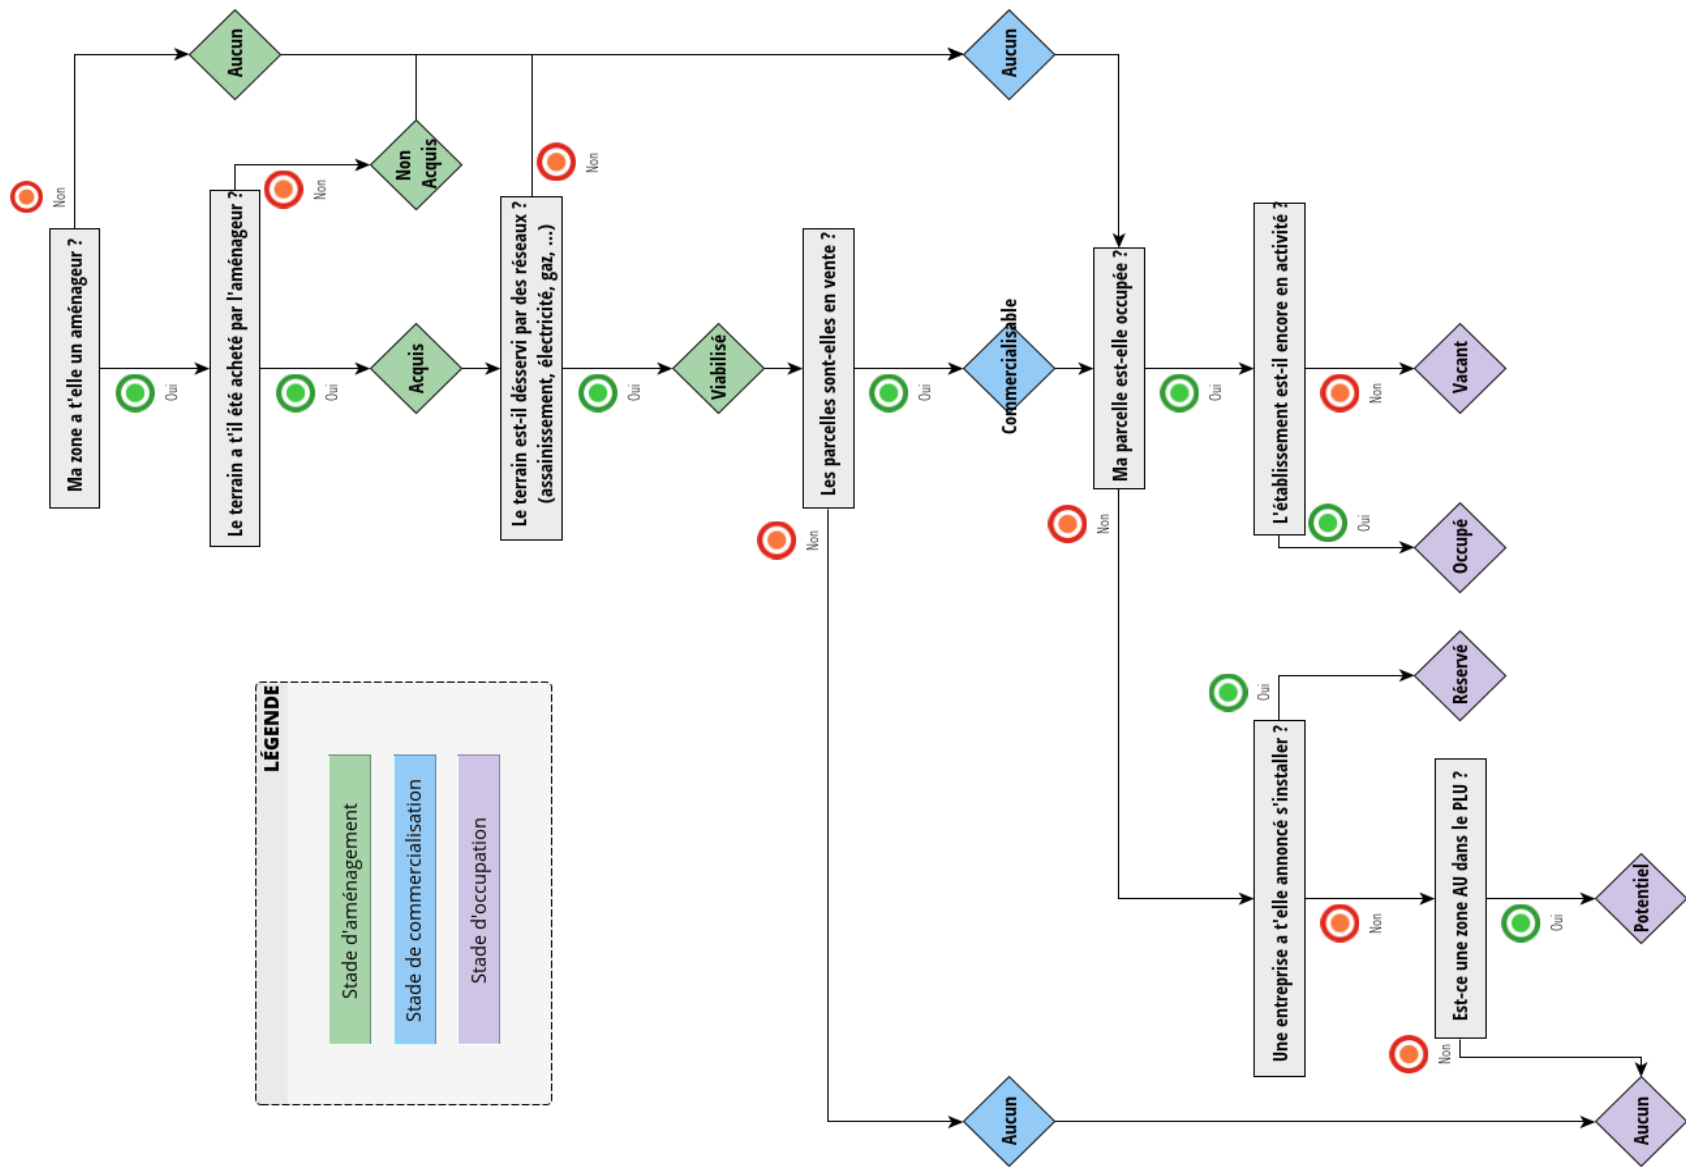 Ma zone a t'elle un aménageur ?
Non
Aucun
Oui
Le terrain a t'il été acheté par l'aménageur ?
Non
Non
Acquis
Oui
Acquis
Le terrain est-il désservi par des réseaux ?
(assainissement, électricité, gaz, ...)
Non
Oui
Viabilisé
Les parcelles sont-elles en vente ?
Non
Oui
Aucun
Commercialisable
Aucun
Ma parcelle est-elle occupée ?
Non
Oui
L'établissement est-il encore en activité ?
Oui
Non
Occupé
Vacant
Une entreprise a t'elle annoncé s'installer ?
Oui
Réservé
Non
Est-ce une zone AU dans le PLU ?
Non
Oui
Aucun
Potentiel
LÉGENDE
Stade d'aménagement
Stade de commercialisation
Stade d'occupation